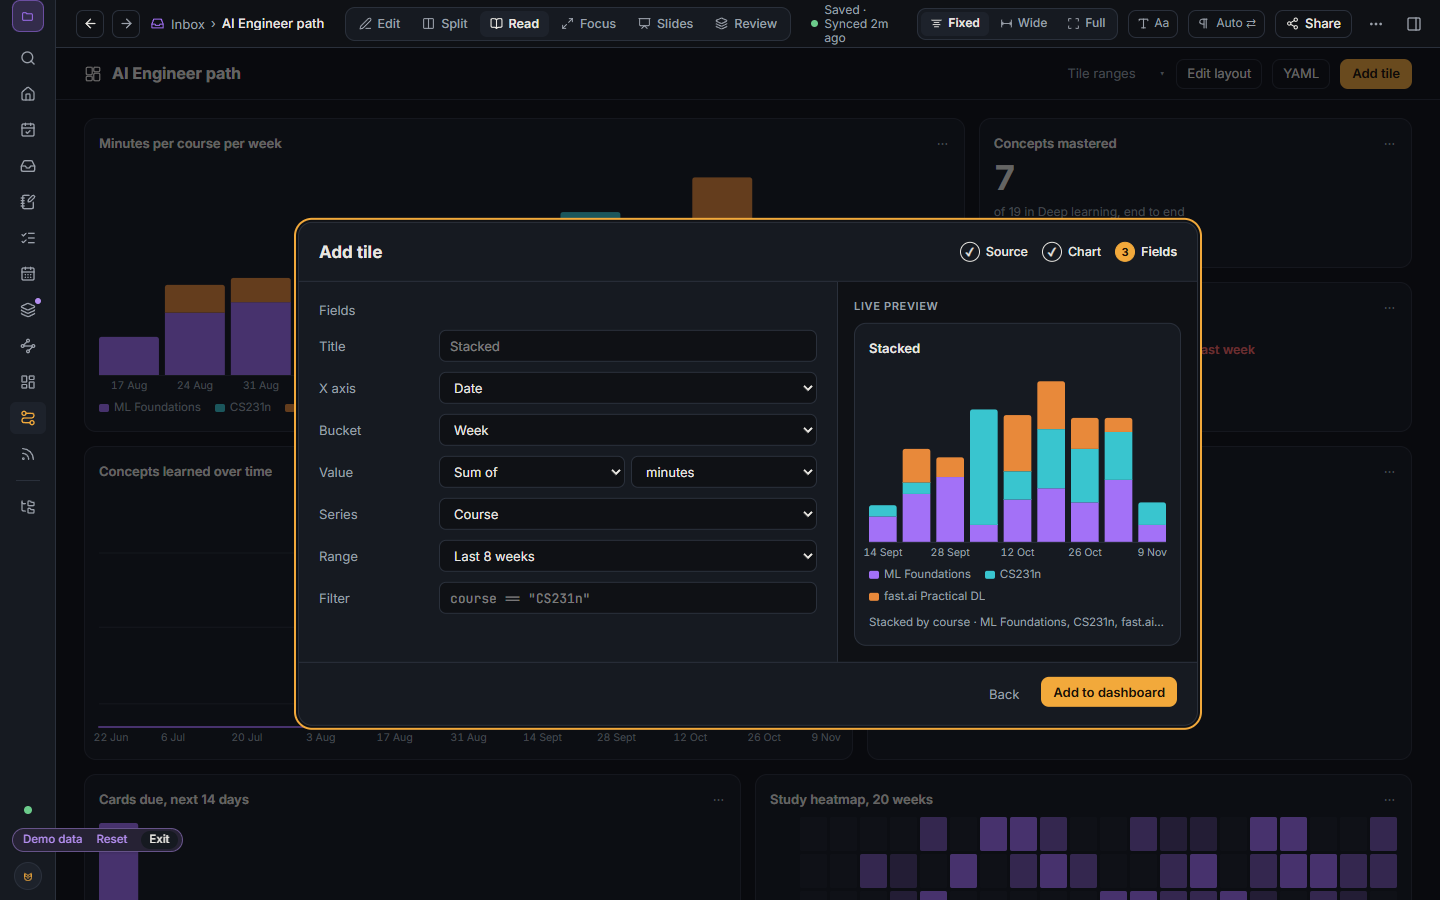 Inbox › AI Engineer path
Edit Split Read Focus Slides Review
Saved ·
Synced 2m
ago
Fixed Wide Full
Aa
Auto
Share
AI Engineer path
Tile ranges
Edit layout
YAML
Add tile
Minutes per course per week
17 Aug 24 Aug 31 Aug
ML Foundations CS231n
Concepts mastered
7
of 19 in Deep learning, end to end
ast week
Add tile
Source Chart 3 Fields
Fields
Title Stacked
X axis Date
Bucket Week
Value Sum of minutes
Series Course
Range Last 8 weeks
Filter course == "CS231n"
LIVE PREVIEW
Stacked
14 Sept 28 Sept 12 Oct 26 Oct 9 Nov
ML Foundations CS231n
fast.ai Practical DL
Stacked by course · ML Foundations, CS231n, fast.ai...
Back
Add to dashboard
Concepts learned over time
22 Jun 6 Jul 20 Jul 3 Aug 17 Aug 31 Aug 14 Sept 28 Sept 12 Oct 26 Oct 9 Nov
Cards due, next 14 days
Study heatmap, 20 weeks
Demo data Reset Exit